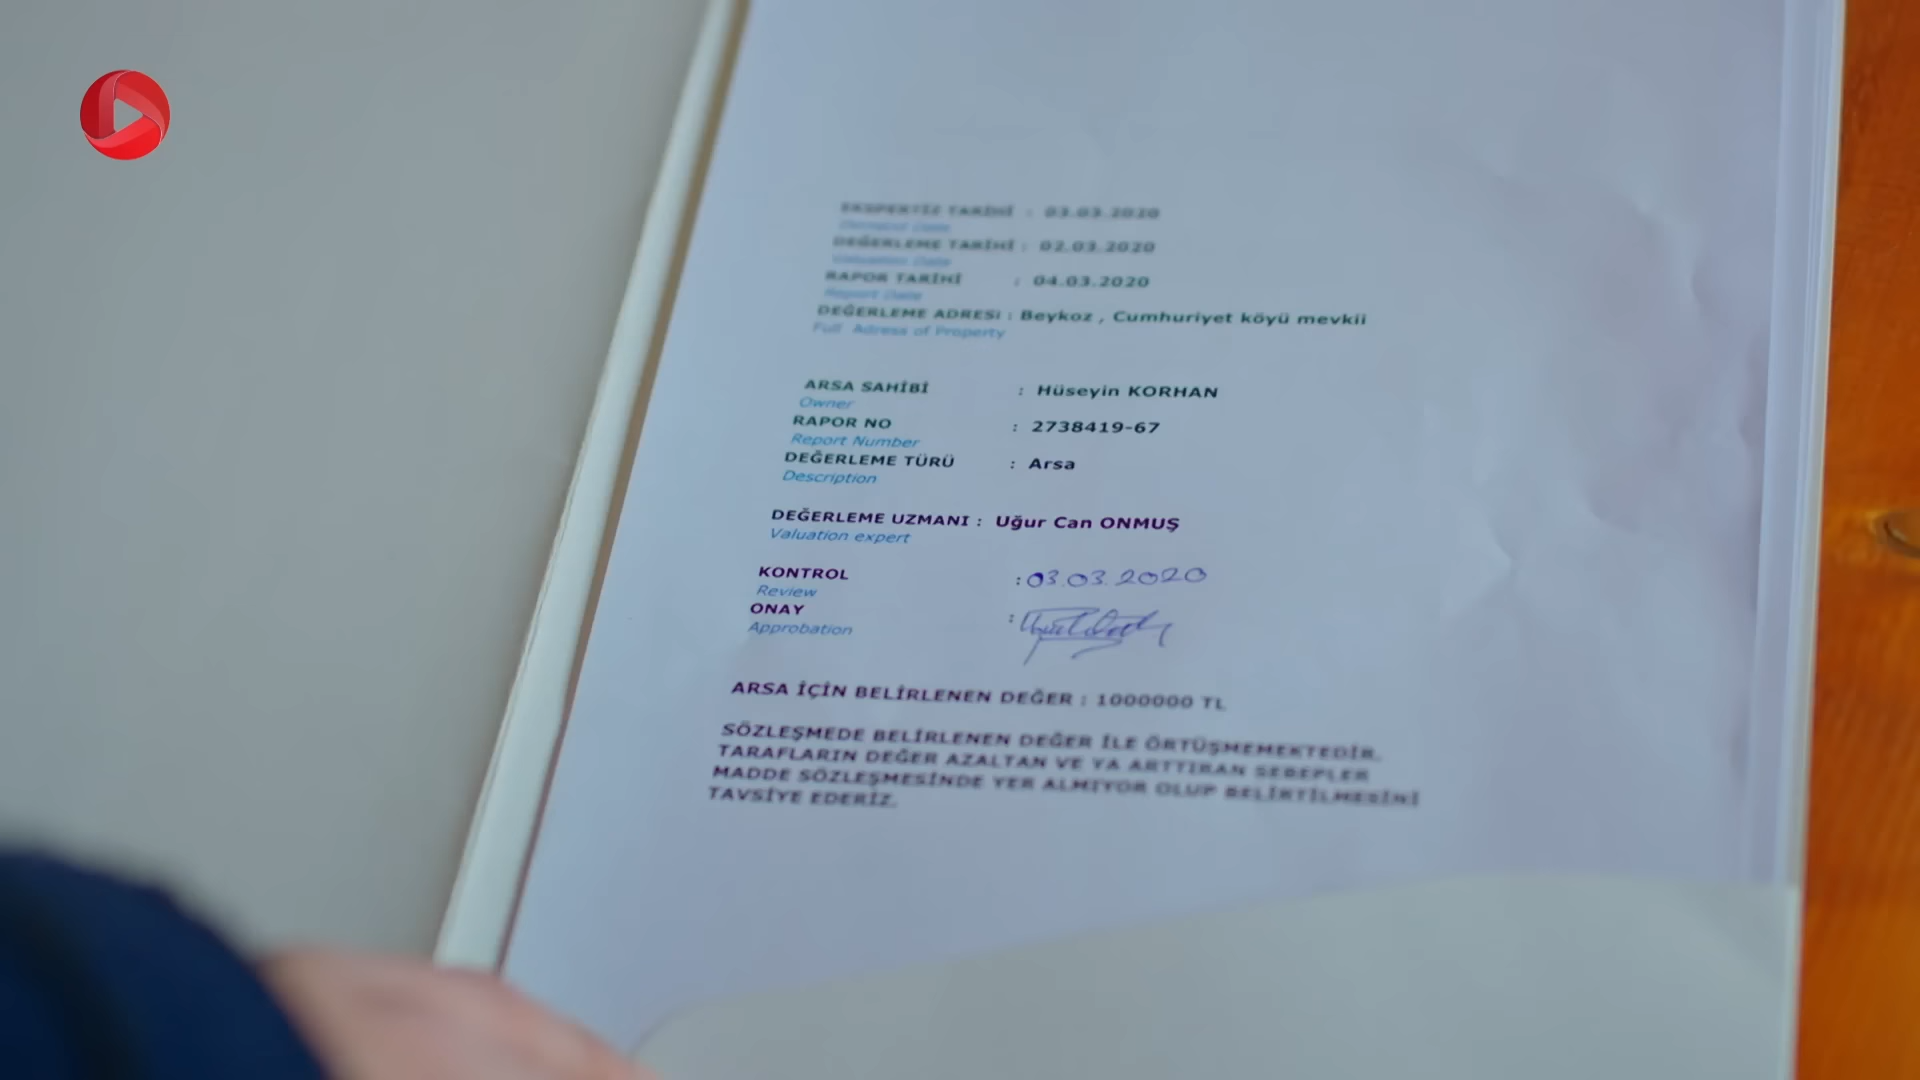 EKSPERTİZ TARİHİ : 03.03.2020
DEĞERLEME TARİHİ : 02.03.2020
Valuation Date
RAPOR TARİHİ : 04.03.2020
Report Date
DEĞERLEME ADRESİ : Beykoz , Cumhuriyet köyü mevkii
Full Adress of Property
ARSA SAHİBİ : Hüseyin KORHAN
Owner
RAPOR NO : 2738419-67
Report Number
DEĞERLEME TÜRÜ : Arsa
Description
DEĞERLEME UZMANI : Uğur Can ONMUŞ
Valuation expert
KONTROL : 03.03.2020
Review
ONAY :
Approbation
ARSA İÇİN BELİRLENEN DEĞER : 1000000 TL
SÖZLEŞMEDE BELİRLENEN DEĞER İLE ÖRTÜŞMEMEKTEDİR.
TARAFLARIN DEĞER AZALTAN VE YA ARTTIRAN SEBEPLER
MADDE SÖZLEŞMESİNDE YER ALMIYOR OLUP BELİRTİLMESİNİ
TAVSİYE EDERİZ.